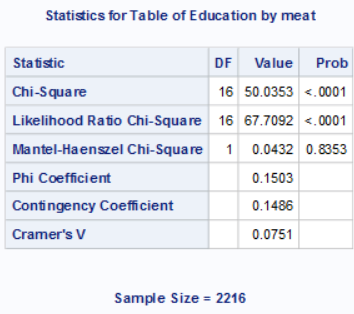 Statistics for Table of Education by meat
Statistic DF Value Prob
Chi-Square 16 50.0353 <.0001
Likelihood Ratio Chi-Square 16 67.7092 <.0001
Mantel-Haenszel Chi-Square 1 0.0432 0.8353
Phi Coefficient 0.1503
Contingency Coefficient 0.1486
Cramer's V 0.0751
Sample Size = 2216